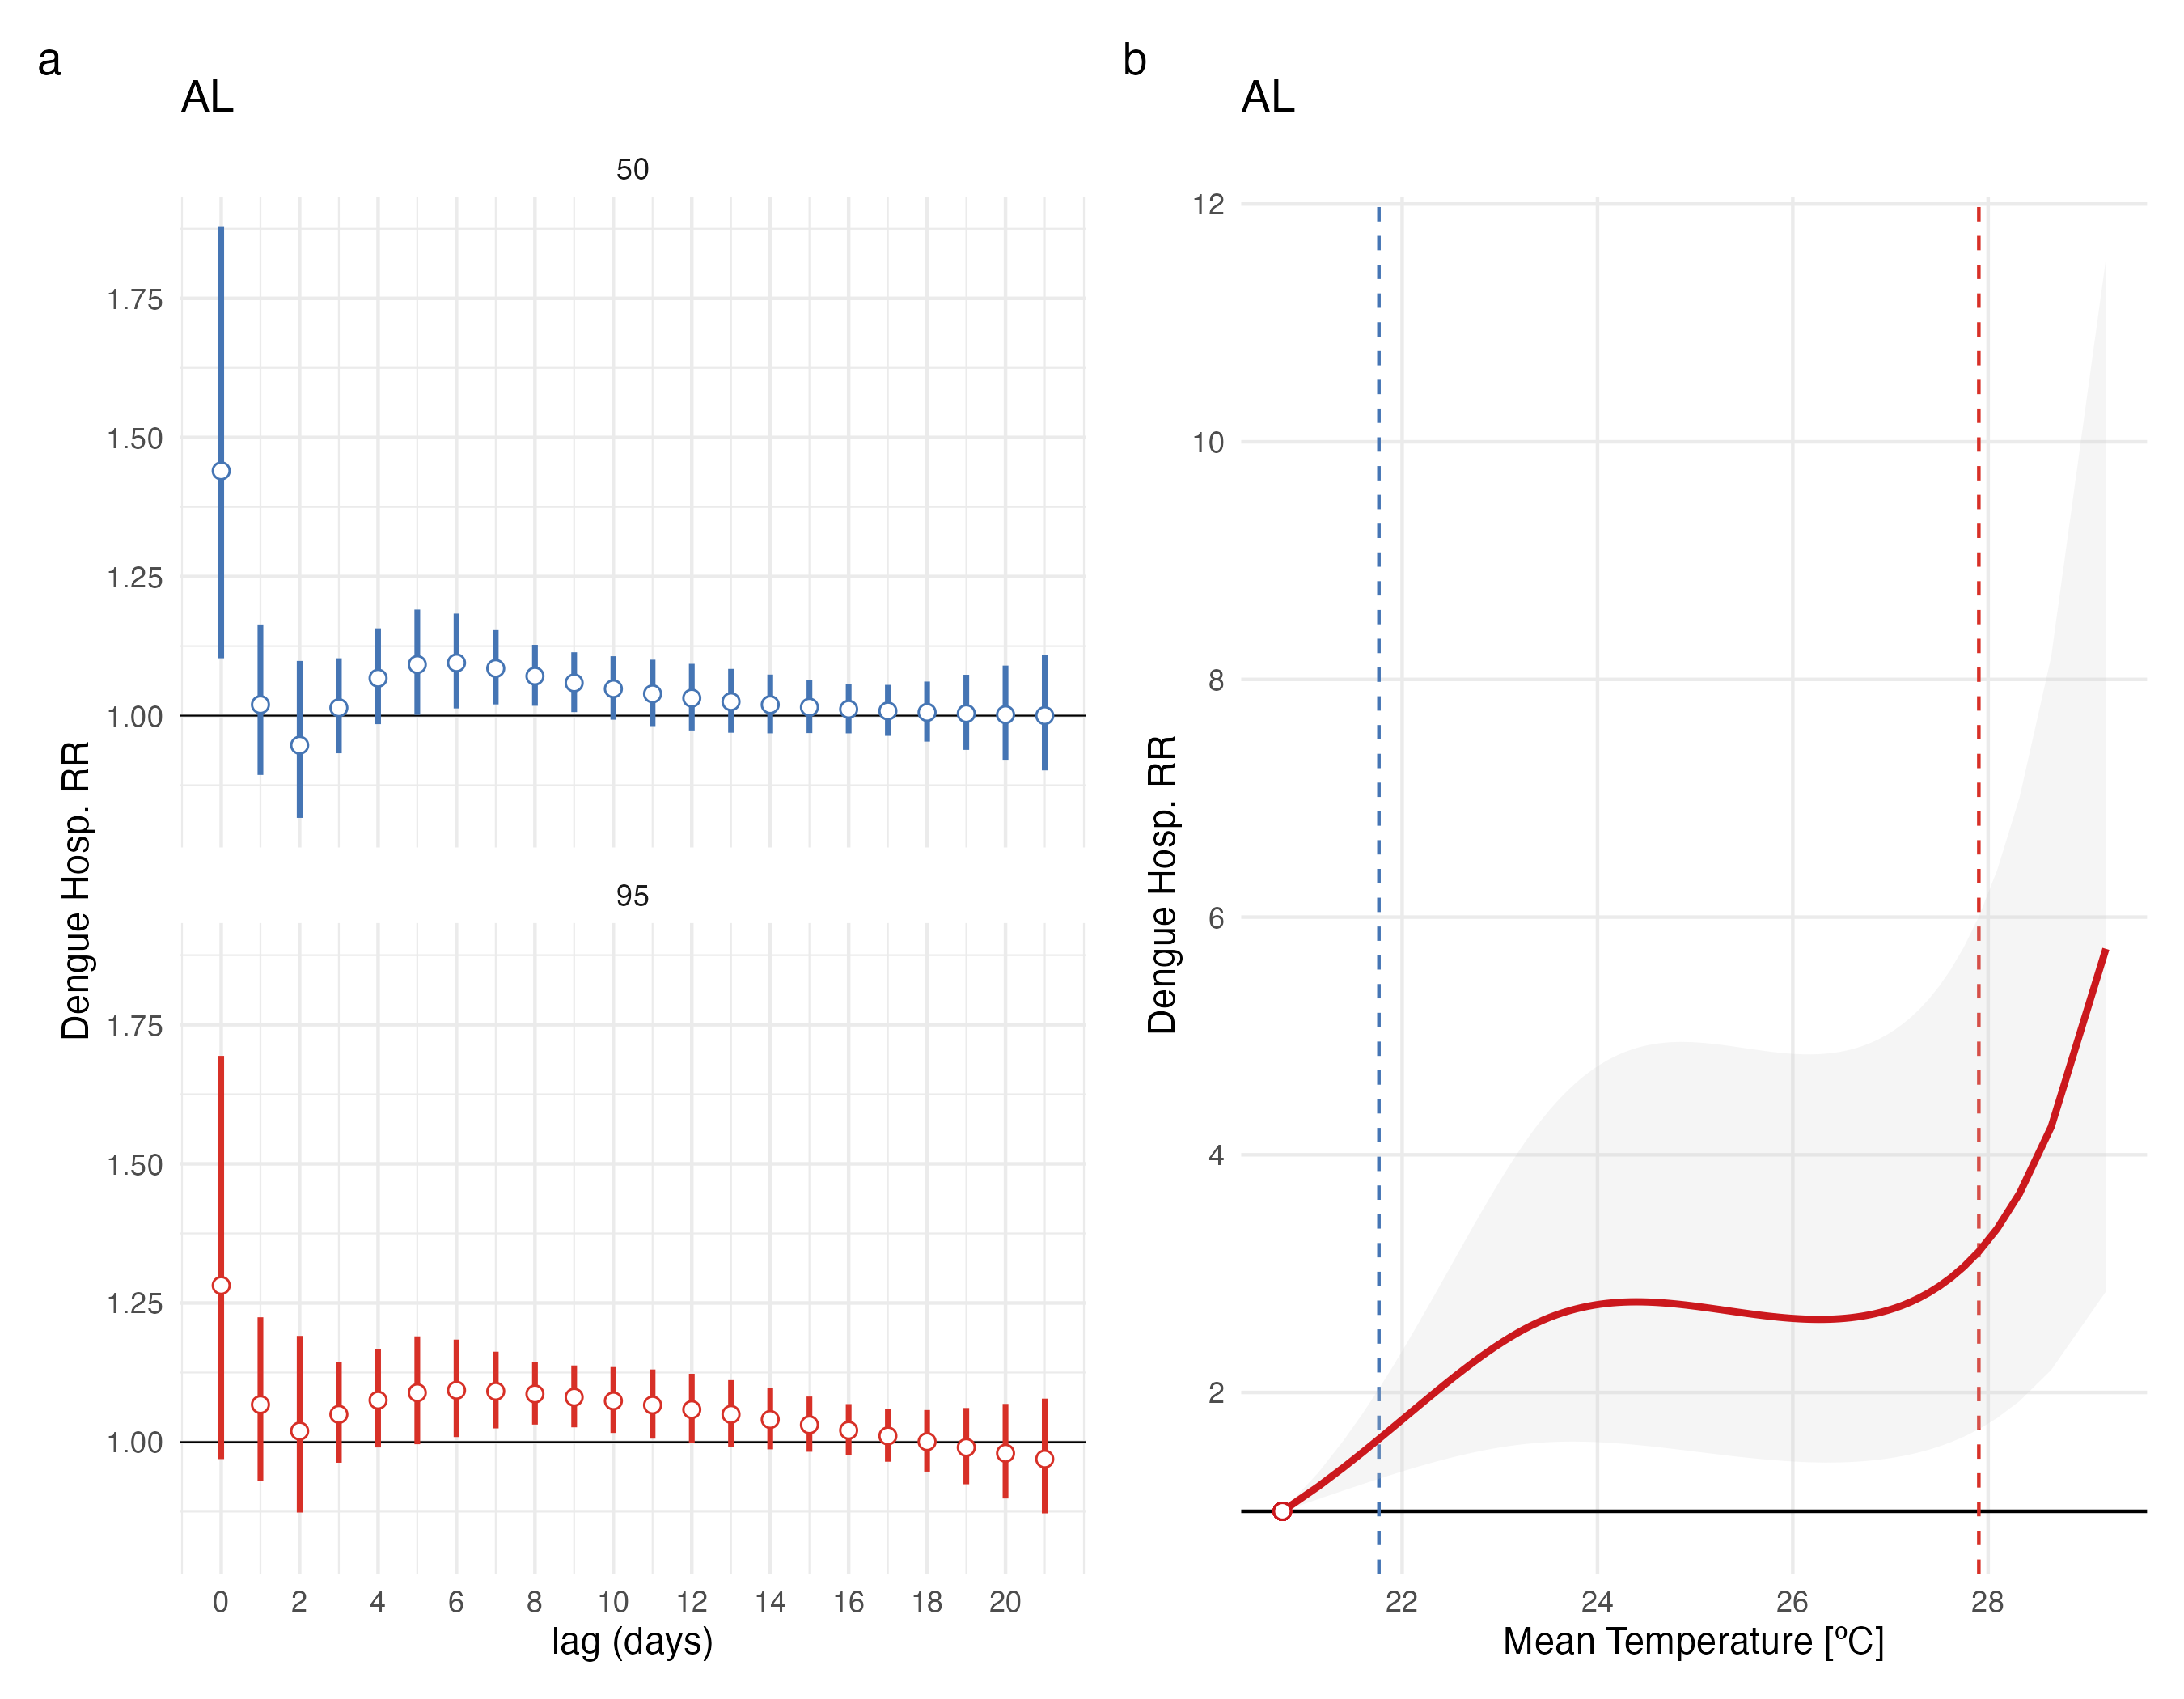 a
AL
50
1.75
1.50
1.25
1.00
95
1.75
1.50
1.25
1.00
0 2 4 6 8 10 12 14 16 18 20
lag (days)
Dengue Hosp. RR
b
AL
12
10
8
6
4
2
22 24 26 28
Mean Temperature [ºC]
Dengue Hosp. RR